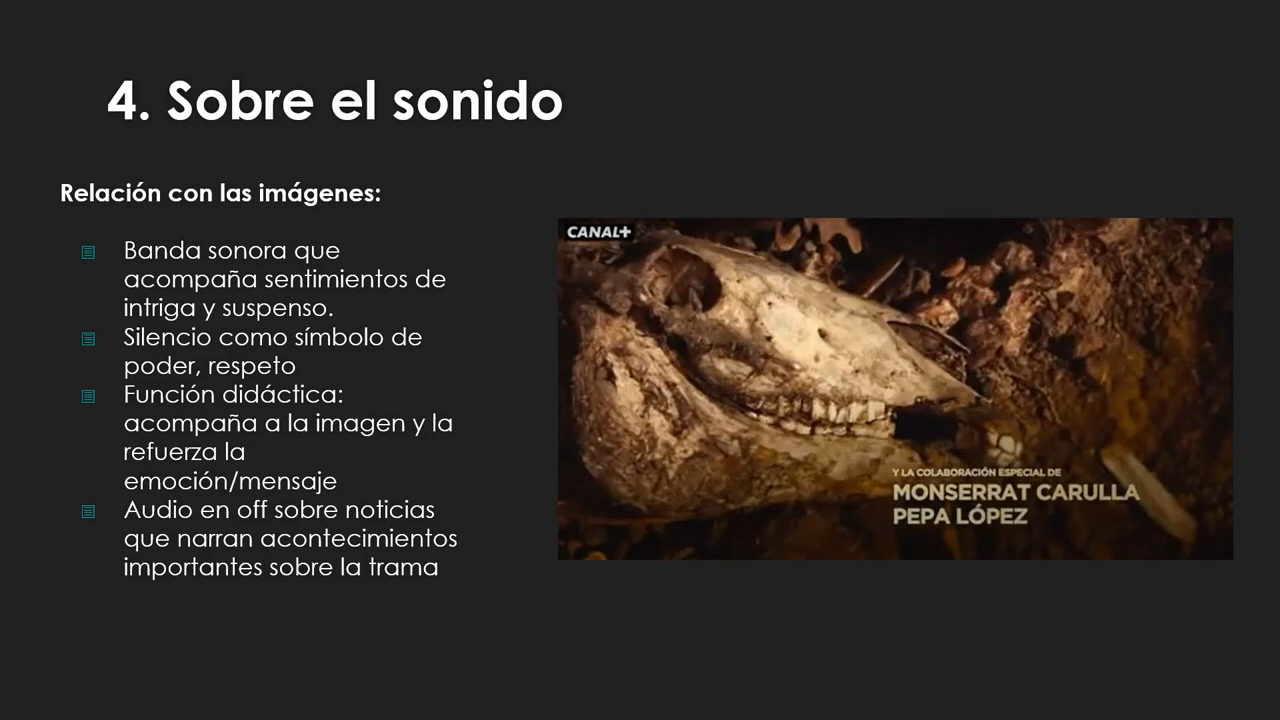 4. Sobre el sonido
Relación con las imágenes:
Banda sonora que
acompaña sentimientos de
intriga y suspenso.
Silencio como símbolo de
poder, respeto
Función didáctica:
acompaña a la imagen y la
refuerza la
emoción/mensaje
Audio en off sobre noticias
que narran acontecimientos
importantes sobre la trama
CANAL+
Y LA COLABORACIÓN ESPECIAL DE
MONSERRAT CARULLA
PEPA LÓPEZ